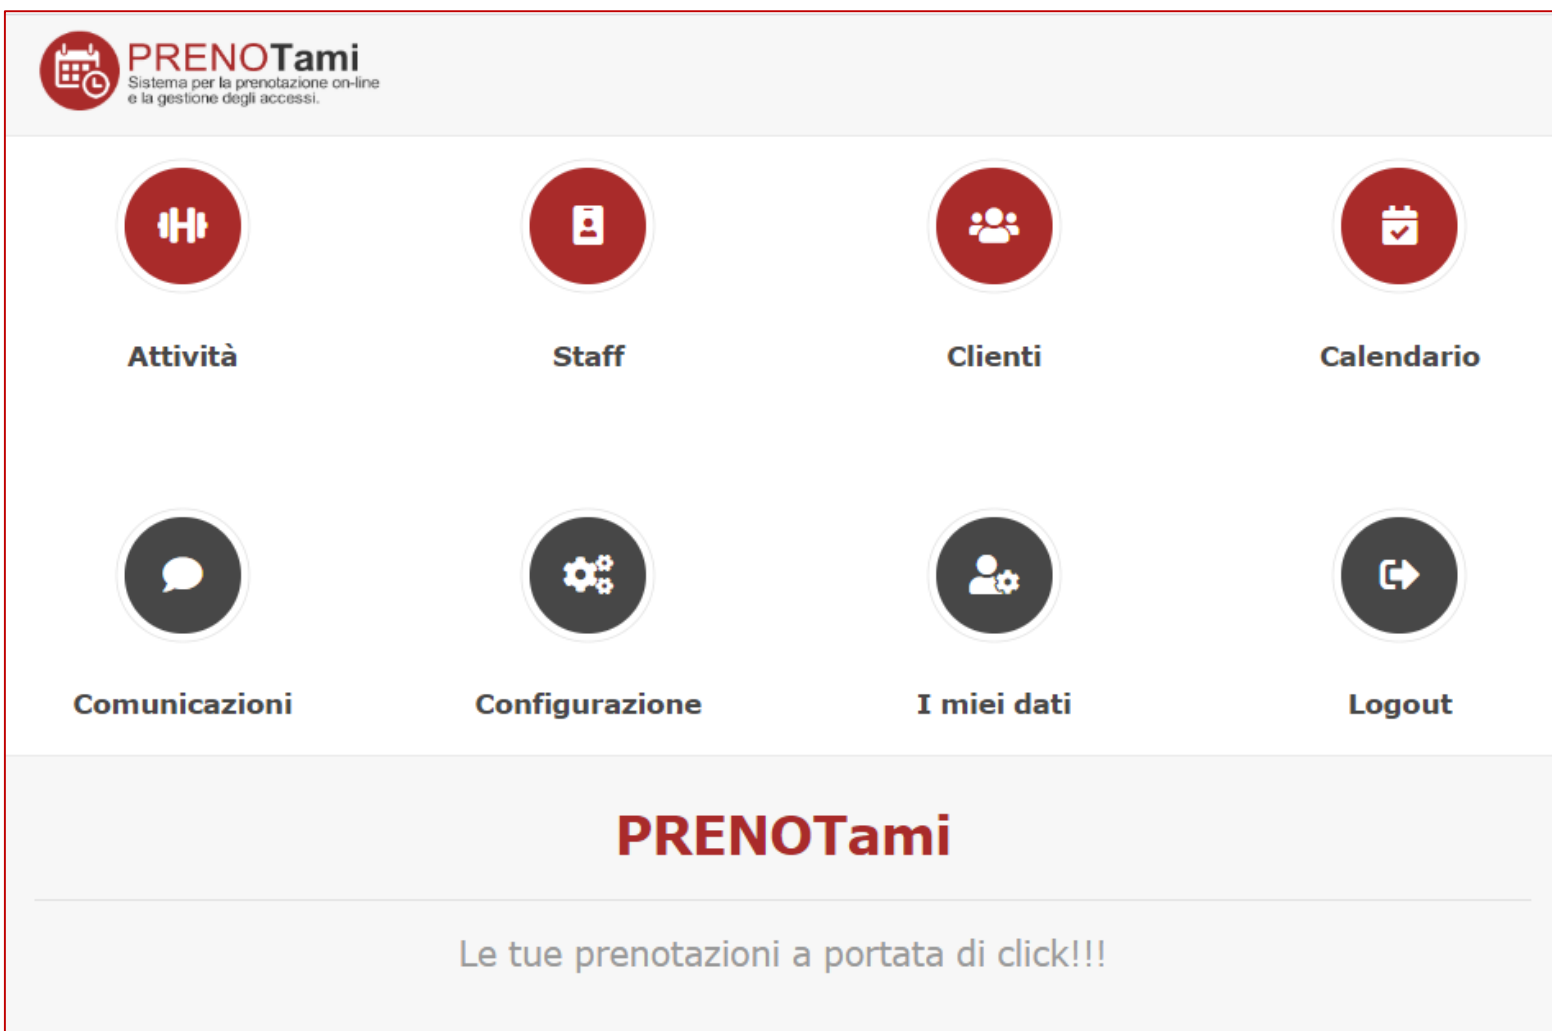 PRENOTami
Sistema per la prenotazione on-line
e la gestione degli accessi.
Attività
Staff
Clienti
Calendario
Comunicazioni
Configurazione
I miei dati
Logout
PRENOTami
Le tue prenotazioni a portata di click!!!